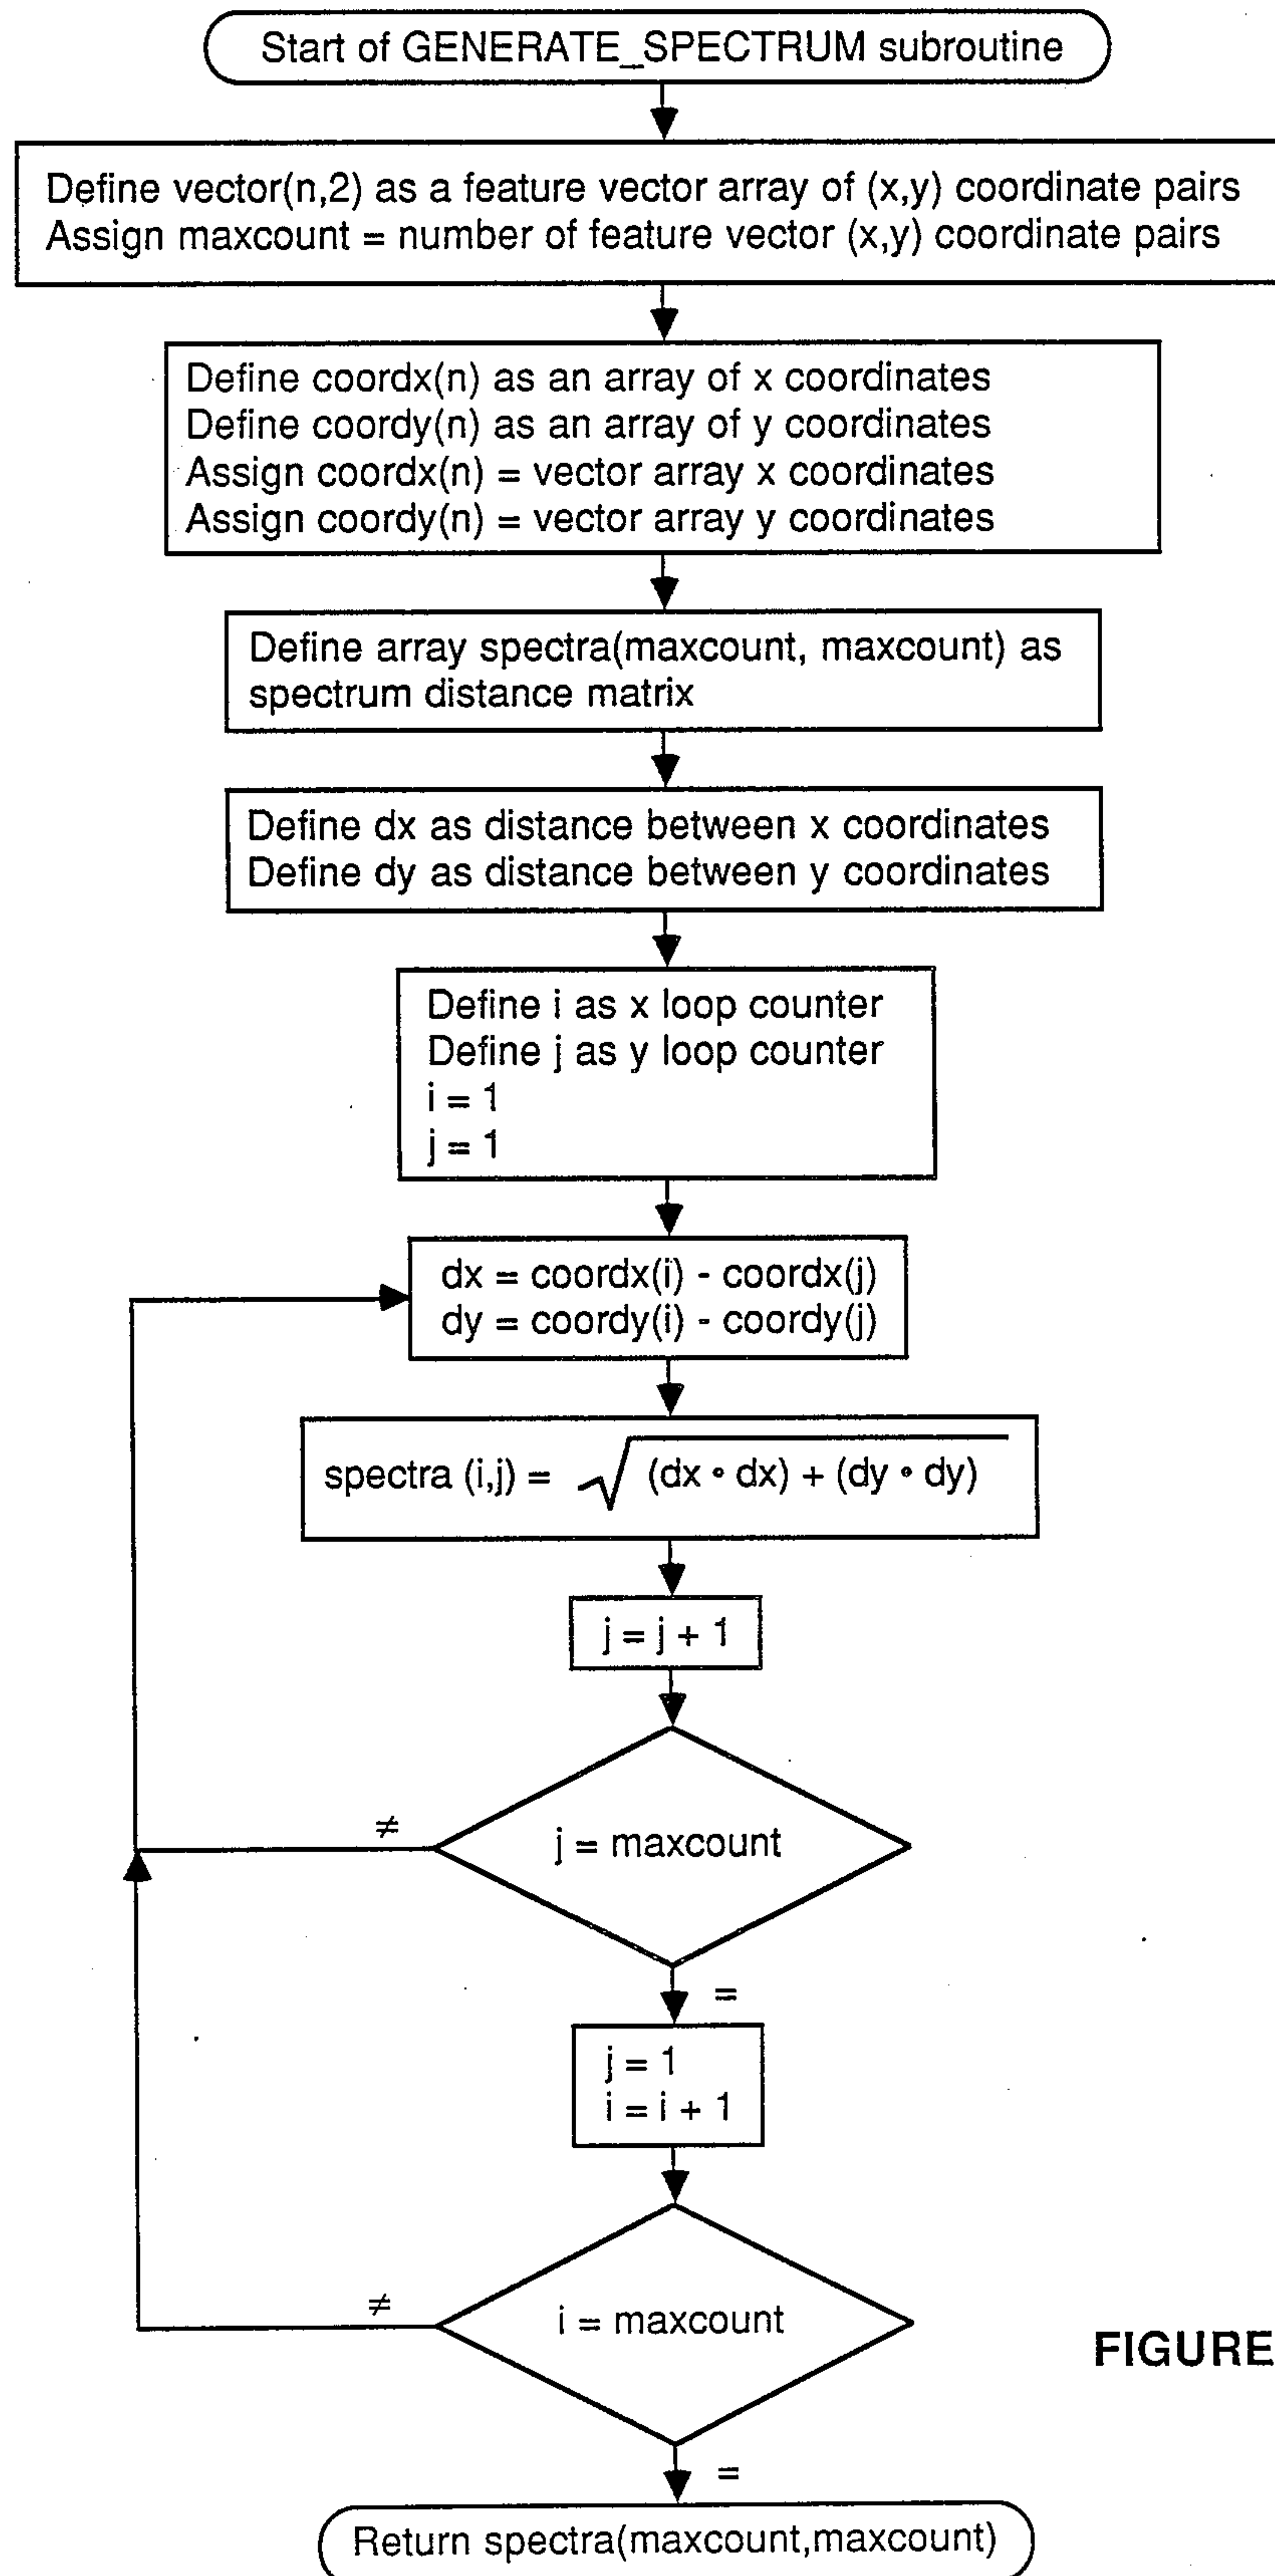 Start of GENERATE_SPECTRUM subroutine
Define vector(n,2) as a feature vector array of (x,y) coordinate pairs
Assign maxcount = number of feature vector (x,y) coordinate pairs
Define coordx(n) as an array of x coordinates
Define coordy(n) as an array of y coordinates
Assign coordx(n) = vector array x coordinates
Assign coordy(n) = vector array y coordinates
Define array spectra(maxcount, maxcount) as
spectrum distance matrix
Define dx as distance between x coordinates
Define dy as distance between y coordinates
Define i as x loop counter
Define j as y loop counter
i = 1
j = 1
dx = coordx(i) - coordx(j)
dy = coordy(i) - coordy(j)
spectra (i,j) = √ (dx • dx) + (dy • dy)
j = j + 1
≠
j = maxcount
=
j = 1
i = i + 1
≠
i = maxcount
FIGURE
=
Return spectra(maxcount,maxcount)